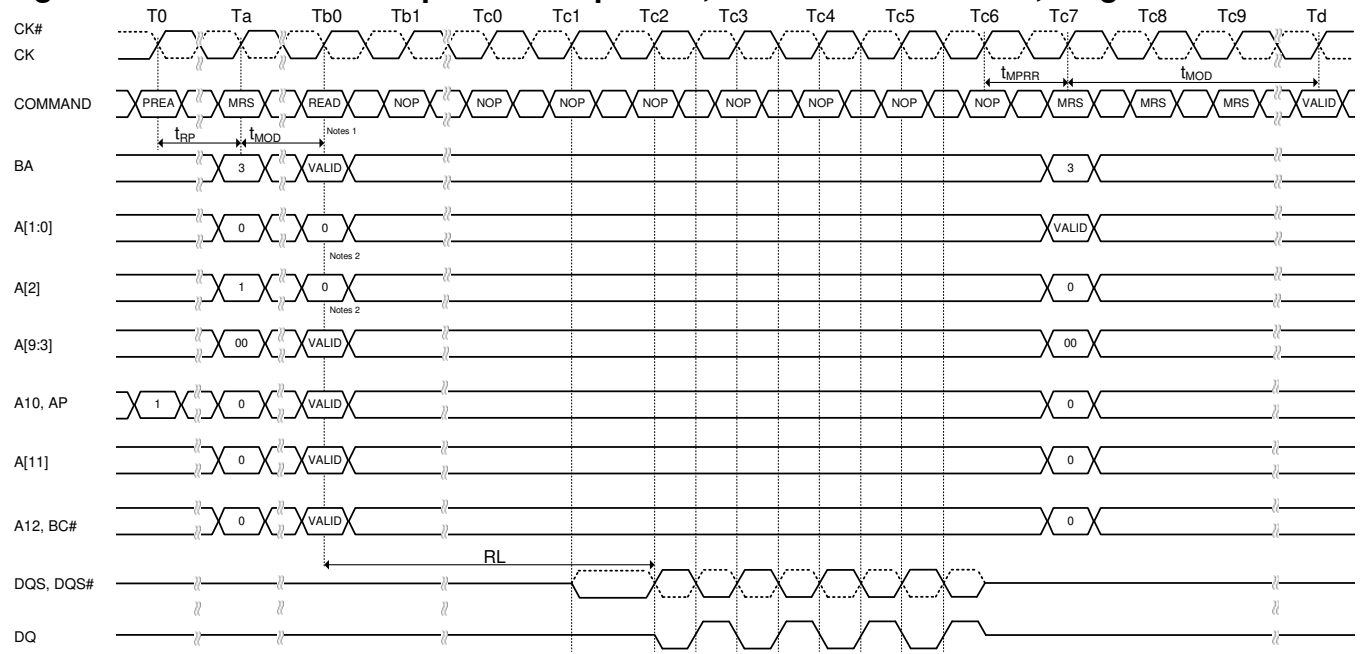 T0 Ta Tb0 Tb1 Tc0 Tc1 Tc2 Tc3 Tc4 Tc5 Tc6 Tc7 Tc8 Tc9 Td
CK#
CK
tMPRR tMOD
COMMAND PREA MRS READ NOP NOP NOP NOP NOP NOP NOP NOP MRS MRS MRS VALID
tRP tMOD Notes 1
BA 3 VALID 3
A[1:0] 0 0 VALID
Notes 2
A[2] 1 0 0
Notes 2
A[9:3] 00 VALID 00
A10, AP 1 0 VALID 0
A[11] 0 VALID 0
A12, BC# 0 VALID 0
RL
DQS, DQS#
DQ